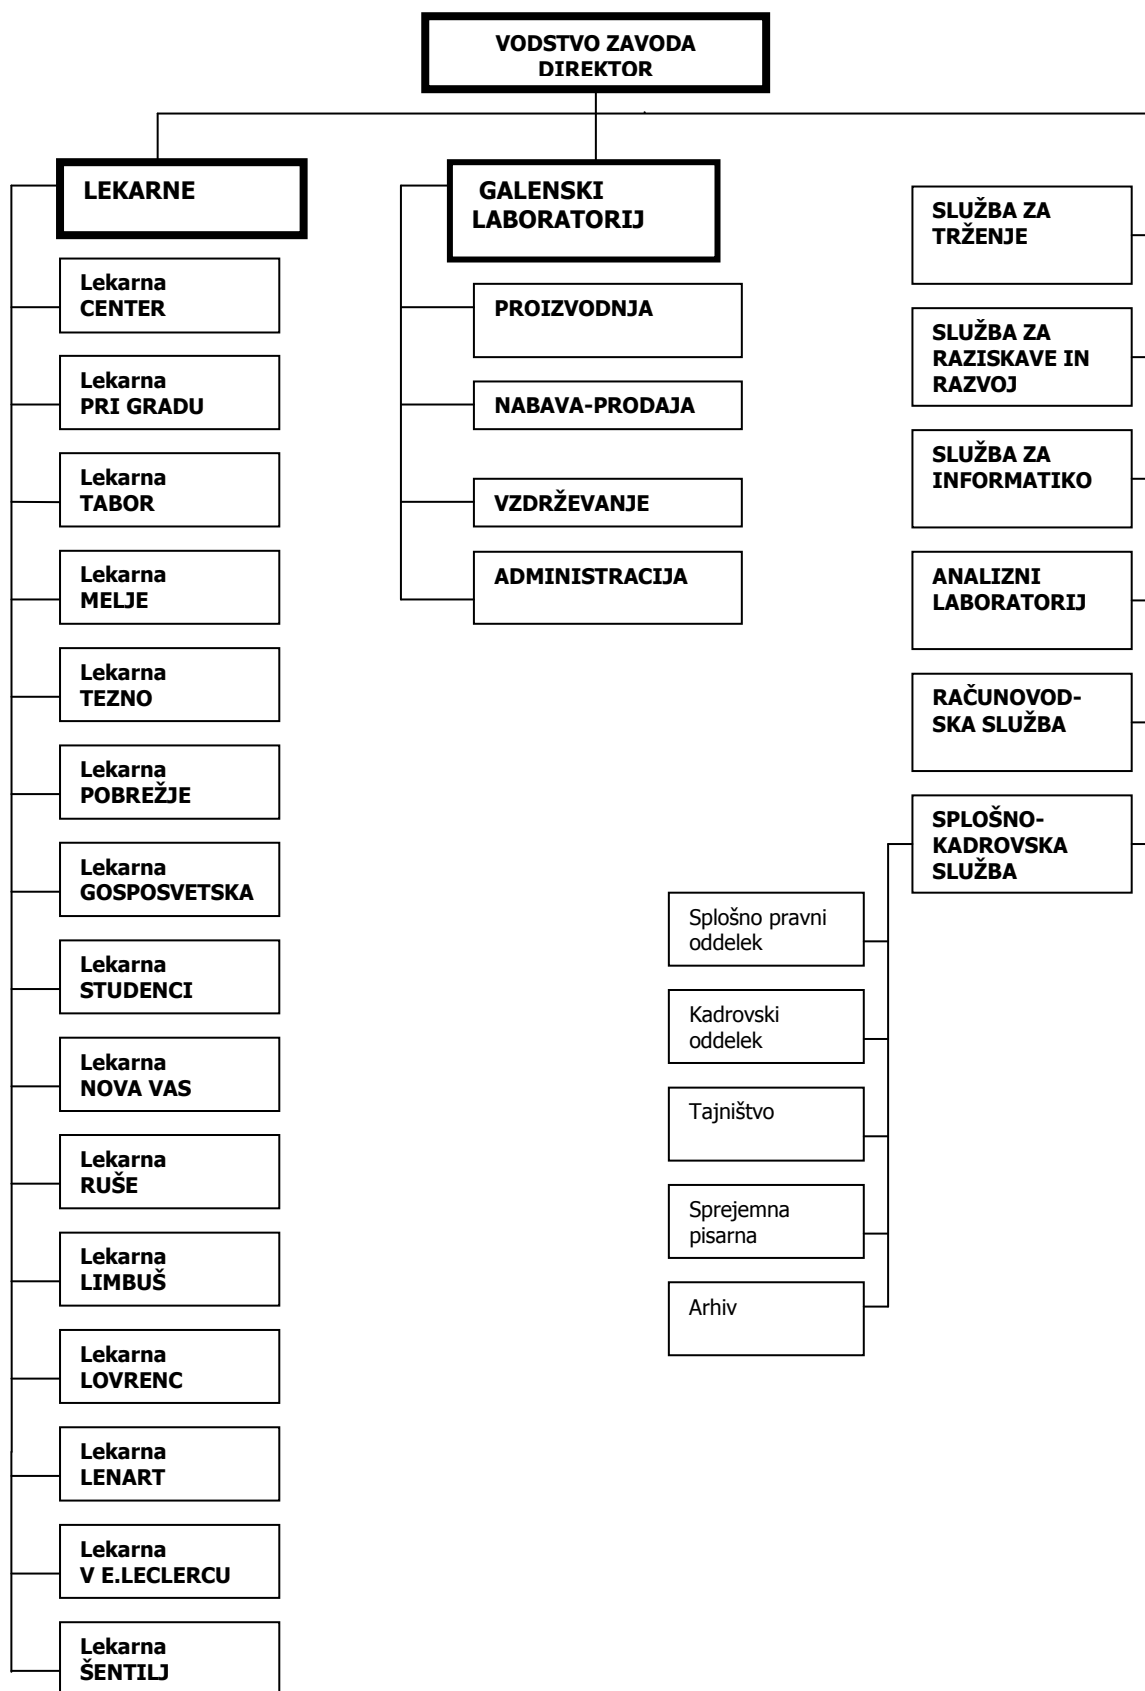 VODSTVO ZAVODA
DIREKTOR
LEKARNE
Lekarna
CENTER
Lekarna
PRI GRADU
Lekarna
TABOR
Lekarna
MELJE
Lekarna
TEZNO
Lekarna
POBREŽJE
Lekarna
GOSPOSVETSKA
Lekarna
STUDENCI
Lekarna
NOVA VAS
Lekarna
RUŠE
Lekarna
LIMBUŠ
Lekarna
LOVRENC
Lekarna
LENART
Lekarna
V E.LECLERCU
Lekarna
ŠENTILJ
GALENSKI
LABORATORIJ
PROIZVODNJA
NABAVA-PRODAJA
VZDRŽEVANJE
ADMINISTRACIJA
SLUŽBA ZA
TRŽENJE
SLUŽBA ZA
RAZISKAVE IN
RAZVOJ
SLUŽBA ZA
INFORMATIKO
ANALIZNI
LABORATORIJ
RAČUNOVOD-
SKA SLUŽBA
SPLOŠNO-
KADROVSKA
SLUŽBA
Splošno pravni
oddelek
Kadrovski
oddelek
Tajništvo
Sprejemna
pisarna
Arhiv